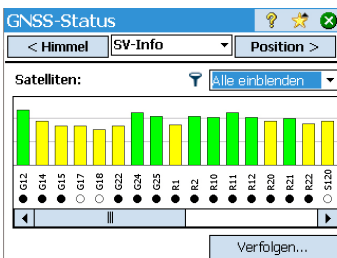 GNSS-Status
< Himmel SV-Info Position >
Satelliten: Alle einblenden
G12 G14 G15 G17 G18 G22 G24 G25 R1 R2 R10 R11 R12 R20 R21 R22 S120
Verfolgen...